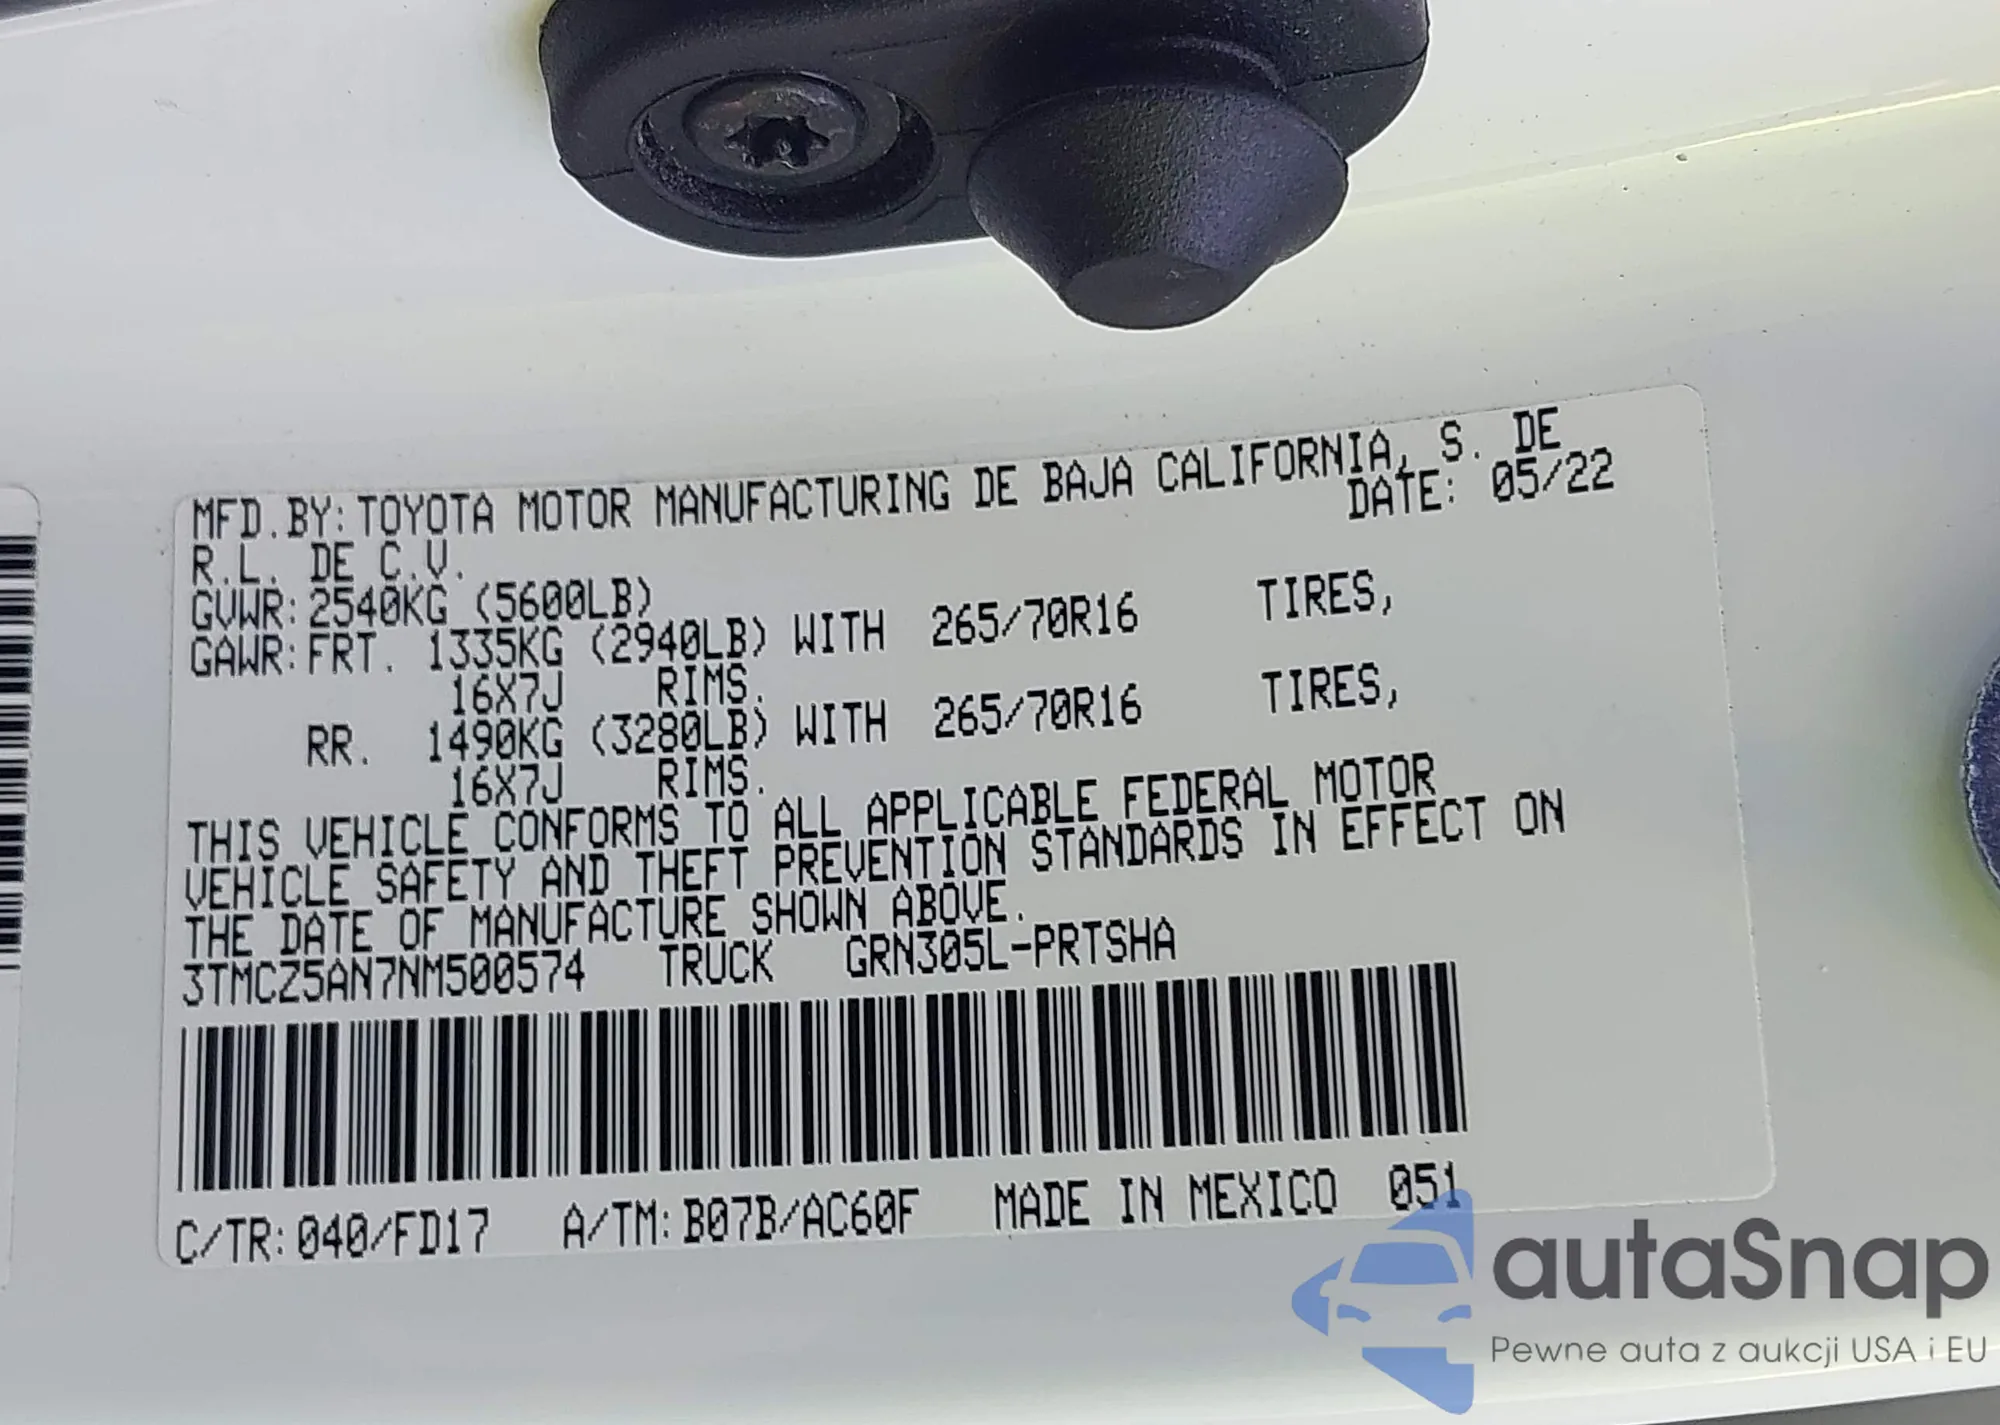 MFD.BY: TOYOTA MOTOR MANUFACTURING DE BAJA CALIFORNIA, S. DE
R.L. DE C.V. DATE: 05/22
GVWR: 2540KG (5600LB)
GAWR: FRT. 1335KG (2940LB) WITH 265/70R16 TIRES,
16X7J RIMS.
RR. 1490KG (3280LB) WITH 265/70R16 TIRES,
16X7J RIMS.
THIS VEHICLE CONFORMS TO ALL APPLICABLE FEDERAL MOTOR
VEHICLE SAFETY AND THEFT PREVENTION STANDARDS IN EFFECT ON
THE DATE OF MANUFACTURE SHOWN ABOVE.
3TMCZ5AN7NM500574 TRUCK GRN305L-PRTSHA
C/TR: 040/FD17 A/TM: B07B/AC60F MADE IN MEXICO 051
autaSnap
Pewne auta z aukcji USA i EU